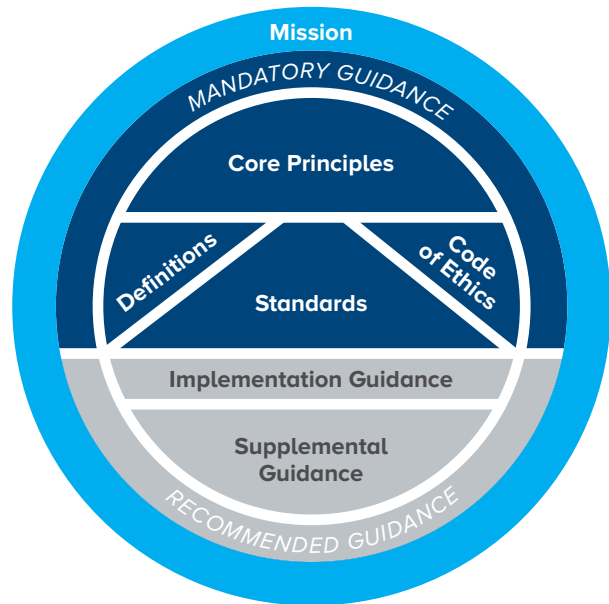 Mission
MANDATORY GUIDANCE
Core Principles
Definitions
Code
of Ethics
Standards
Implementation Guidance
Supplemental
Guidance
RECOMMENDED GUIDANCE